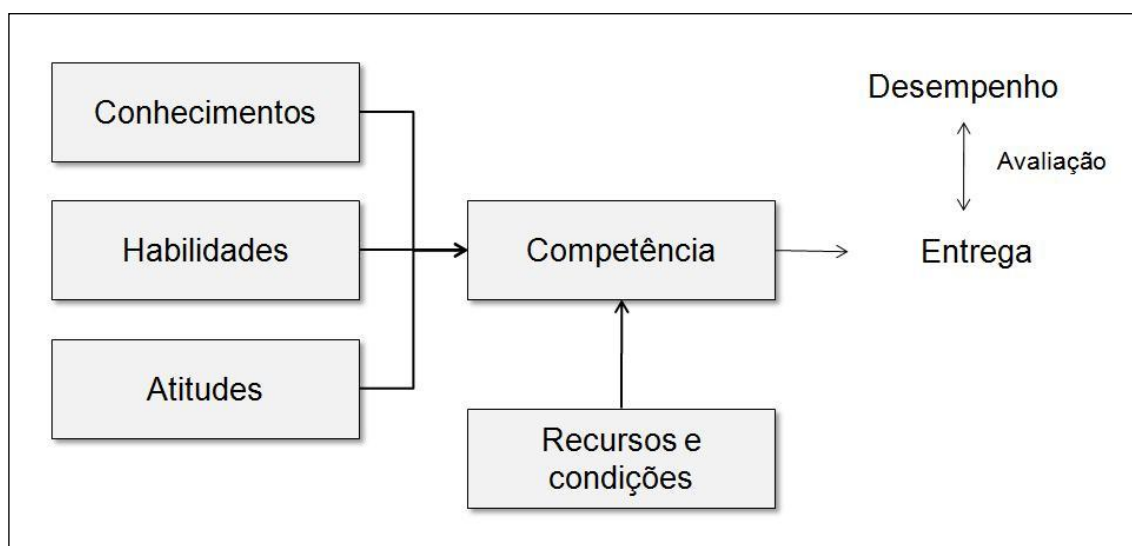 Conhecimentos
Habilidades
Atitudes
Competência
Recursos e
condições
Desempenho
Avaliação
Entrega